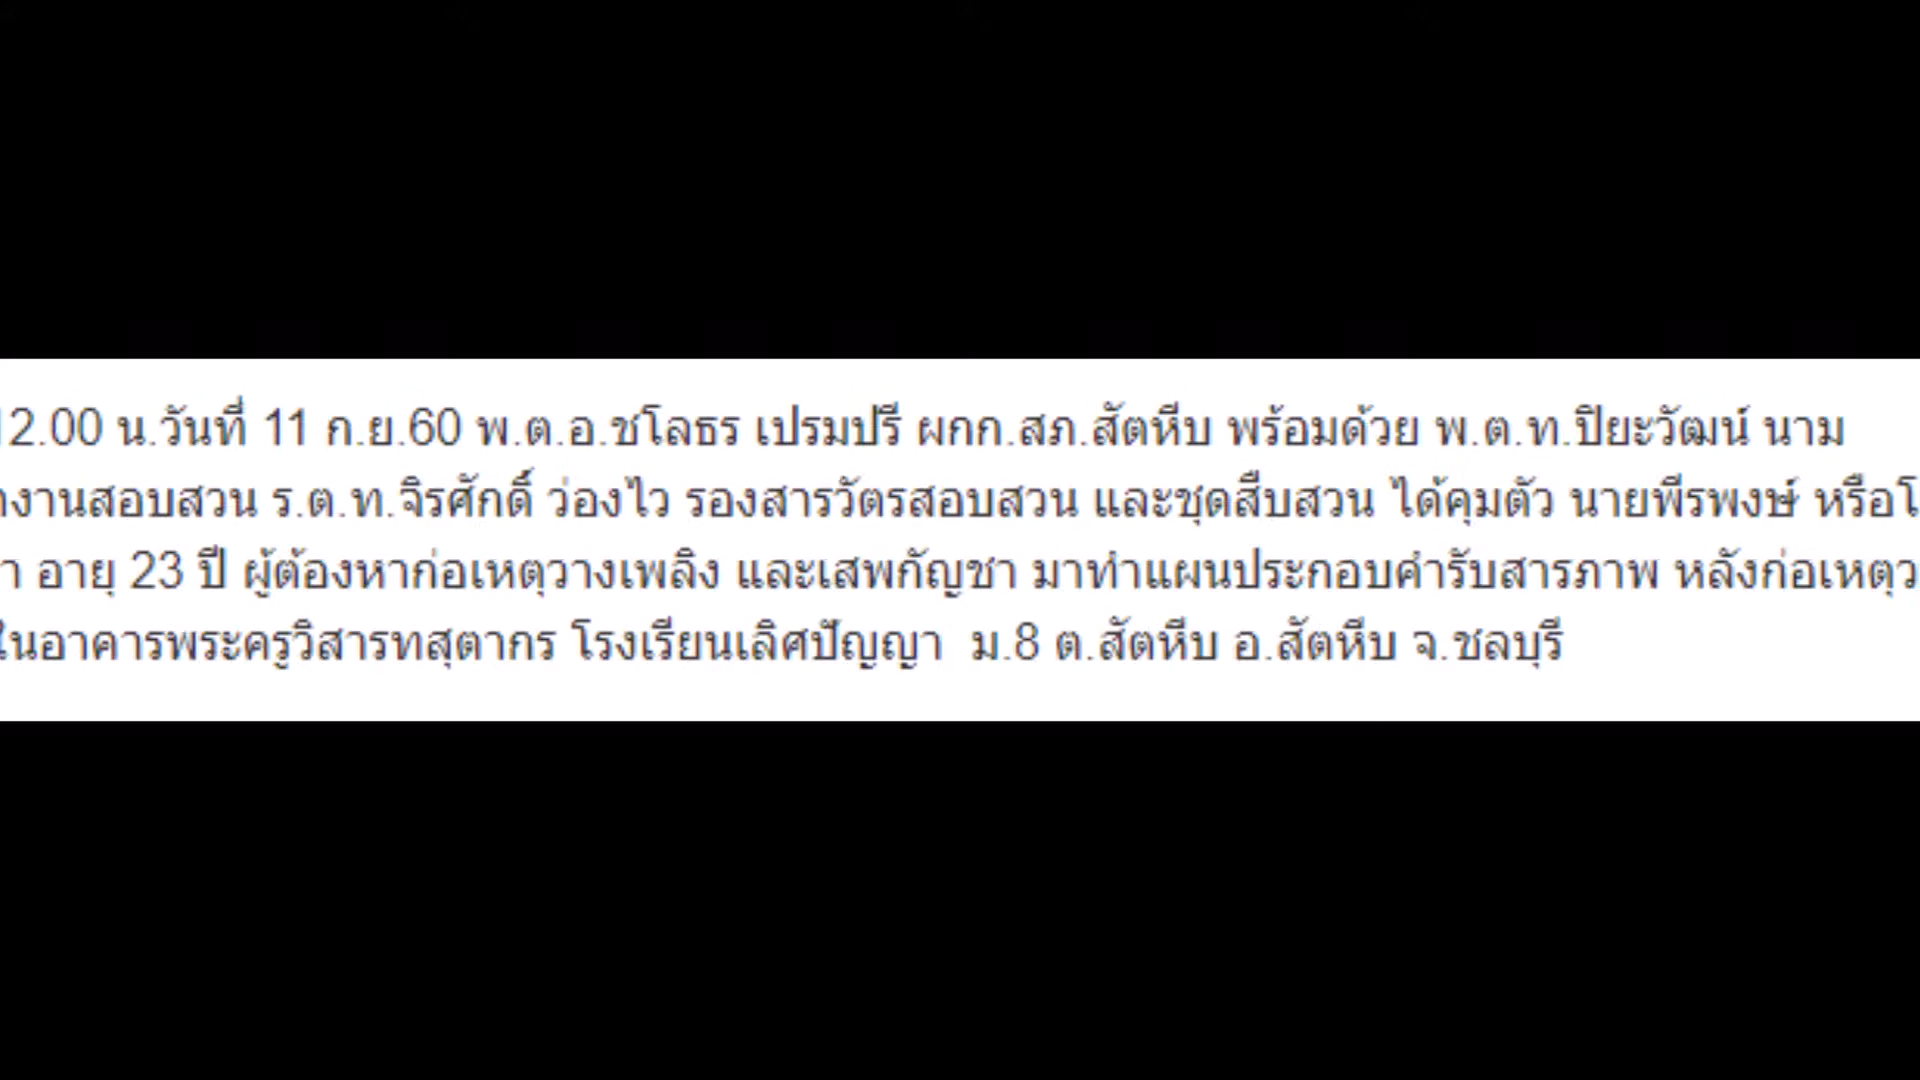 12.00 น.วันที่ 11 ก.ย.60 พ.ต.อ.ชโลธร เปรมปรี ผกก.สภ.สัตหีบ พร้อมด้วย พ.ต.ท.ปิยะวัฒน์ นาม
งานสอบสวน ร.ต.ท.จิรศักดิ์ ว่องไว รองสารวัตรสอบสวน และชุดสืบสวน ได้คุมตัว นายพีรพงษ์ หรือโ
า อายุ 23 ปี ผู้ต้องหาก่อเหตุวางเพลิง และเสพกัญชา มาทำแผนประกอบคำรับสารภาพ หลังก่อเหตุว
ในอาคารพระครูวิสารทสุตากร โรงเรียนเลิศปัญญา ม.8 ต.สัตหีบ อ.สัตหีบ จ.ชลบุรี